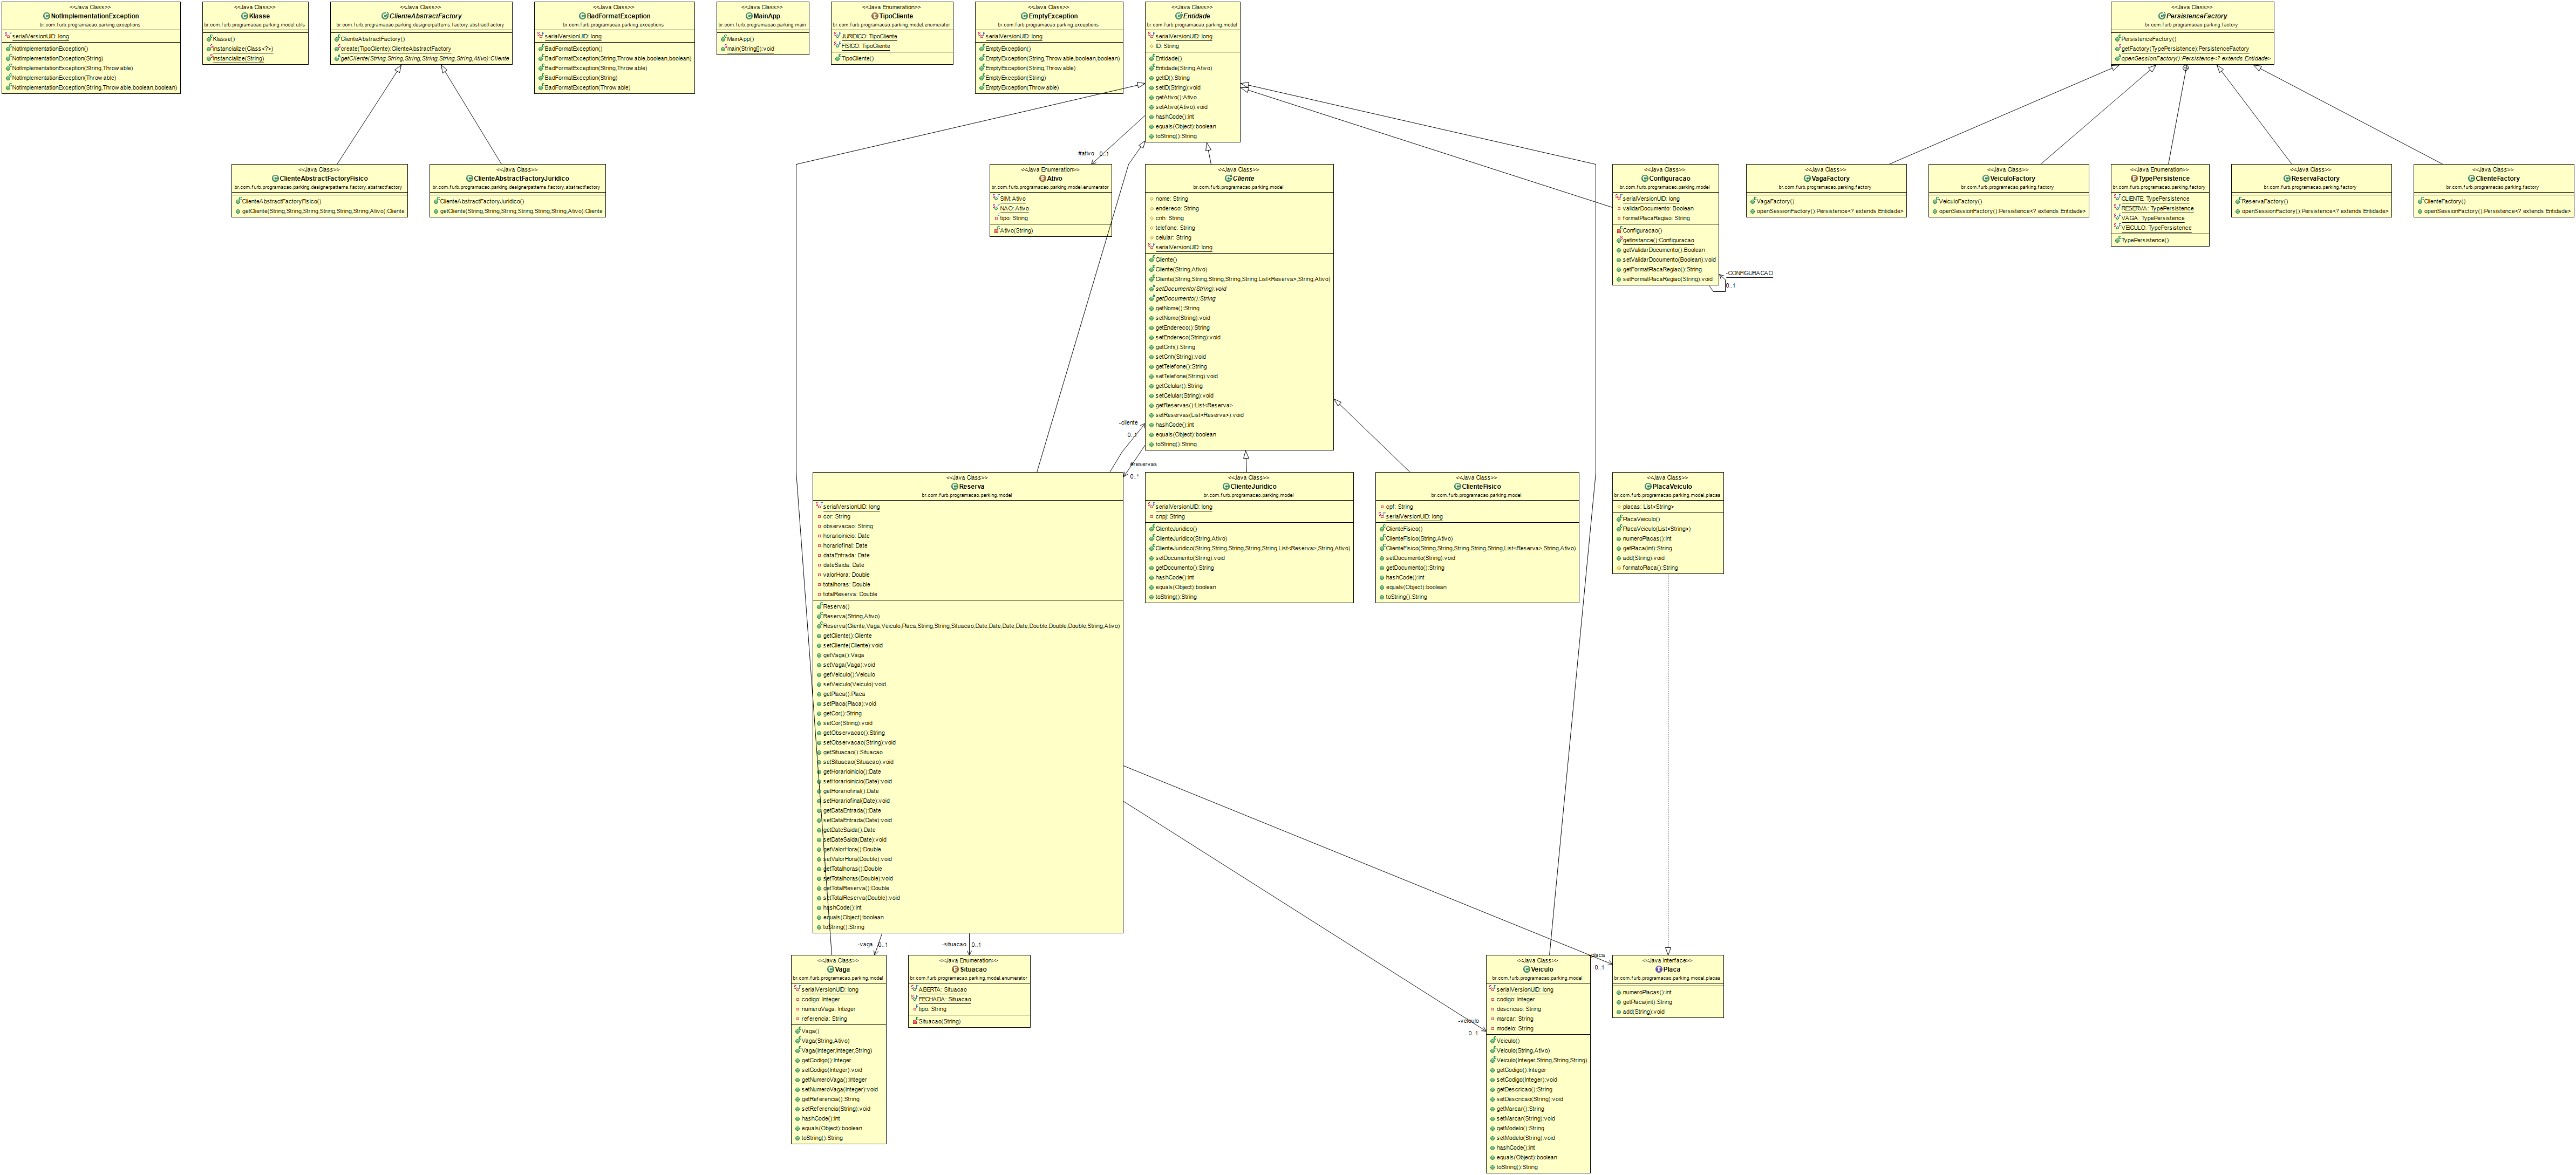 <<Java Class>>
NotImplementationException
br.com.furb.programacao.parking.exceptions
serialVersionUID: long
NotImplementationException()
NotImplementationException(String)
NotImplementationException(String,Throwable)
NotImplementationException(Throwable)
NotImplementationException(String,Throwable,boolean,boolean)
<<Java Class>>
Klasse
br.com.furb.programacao.parking.model.utils
Klasse()
instancialize(Class<?>)
instancialize(String)
<<Java Class>>
ClienteAbstractFactory
br.com.furb.programacao.parking.designerpatterns.factory.abstractfactory
ClienteAbstractFactory()
create(TipoCliente):ClienteAbstractFactory
getCliente(String,String,String,String,String,String,Ativo):Cliente
<<Java Class>>
BadFormatException
br.com.furb.programacao.parking.exceptions
serialVersionUID: long
BadFormatException()
BadFormatException(String,Throwable,boolean,boolean)
BadFormatException(String,Throwable)
BadFormatException(String)
BadFormatException(Throwable)
<<Java Class>>
MainApp
br.com.furb.programacao.parking.main
MainApp()
main(String[]):void
<<Java Enumeration>>
TipoCliente
br.com.furb.programacao.parking.model.enumerator
JURIDICO: TipoCliente
FISICO: TipoCliente
TipoCliente()
<<Java Class>>
EmptyException
br.com.furb.programacao.parking.exceptions
serialVersionUID: long
EmptyException()
EmptyException(String,Throwable,boolean,boolean)
EmptyException(String,Throwable)
EmptyException(String)
EmptyException(Throwable)
<<Java Class>>
Entidade
br.com.furb.programacao.parking.model
serialVersionUID: long
ID: String
Entidade()
Entidade(String,Ativo)
getID():String
setID(String):void
getAtivo():Ativo
setAtivo(Ativo):void
hashCode():int
equals(Object):boolean
toString():String
<<Java Class>>
PersistenceFactory
br.com.furb.programacao.parking.factory
PersistenceFactory()
getFactory(TypePersistence):PersistenceFactory
openSessionFactory():Persistence<? extends Entidade>
#ativo 0..1
<<Java Class>>
ClienteAbstractFactoryFisico
br.com.furb.programacao.parking.designerpatterns.factory.abstractfactory
ClienteAbstractFactoryFisico()
getCliente(String,String,String,String,String,String,Ativo):Cliente
<<Java Class>>
ClienteAbstractFactoryJuridico
br.com.furb.programacao.parking.designerpatterns.factory.abstractfactory
ClienteAbstractFactoryJuridico()
getCliente(String,String,String,String,String,String,Ativo):Cliente
<<Java Enumeration>>
Ativo
br.com.furb.programacao.parking.model.enumerator
SIM: Ativo
NAO: Ativo
tipo: String
Ativo(String)
<<Java Class>>
Cliente
br.com.furb.programacao.parking.model
nome: String
endereco: String
cnh: String
telefone: String
celular: String
serialVersionUID: long
Cliente()
Cliente(String,Ativo)
Cliente(String,String,String,String,String,List<Reserva>,String,Ativo)
setDocumento(String):void
getDocumento():String
getNome():String
setNome(String):void
getEndereco():String
setEndereco(String):void
getCnh():String
setCnh(String):void
getTelefone():String
setTelefone(String):void
getCelular():String
setCelular(String):void
getReservas():List<Reserva>
setReservas(List<Reserva>):void
hashCode():int
equals(Object):boolean
toString():String
<<Java Class>>
Configuracao
br.com.furb.programacao.parking.model
serialVersionUID: long
validarDocumento: Boolean
formatPlacaRegiao: String
Configuracao()
getInstance():Configuracao
getValidarDocumento():Boolean
setValidarDocumento(Boolean):void
getFormatPlacaRegiao():String
setFormatPlacaRegiao(String):void
-CONFIGURACAO
0..1
<<Java Class>>
VagaFactory
br.com.furb.programacao.parking.factory
VagaFactory()
openSessionFactory():Persistence<? extends Entidade>
<<Java Class>>
VeiculoFactory
br.com.furb.programacao.parking.factory
VeiculoFactory()
openSessionFactory():Persistence<? extends Entidade>
<<Java Enumeration>>
TypePersistence
br.com.furb.programacao.parking.factory
CLIENTE: TypePersistence
RESERVA: TypePersistence
VAGA: TypePersistence
VEICULO: TypePersistence
TypePersistence()
<<Java Class>>
ReservaFactory
br.com.furb.programacao.parking.factory
ReservaFactory()
openSessionFactory():Persistence<? extends Entidade>
<<Java Class>>
ClienteFactory
br.com.furb.programacao.parking.factory
ClienteFactory()
openSessionFactory():Persistence<? extends Entidade>
-cliente
0..1
#reservas
0..*
<<Java Class>>
Reserva
br.com.furb.programacao.parking.model
serialVersionUID: long
cor: String
observacao: String
horarioinicio: Date
horariofinal: Date
dataEntrada: Date
dateSaida: Date
valorHora: Double
totalhoras: Double
totalReserva: Double
Reserva()
Reserva(String,Ativo)
Reserva(Cliente,Vaga,Veiculo,Placa,String,String,Situacao,Date,Date,Date,Date,Double,Double,Double,String,Ativo)
getCliente():Cliente
setCliente(Cliente):void
getVaga():Vaga
setVaga(Vaga):void
getVeiculo():Veiculo
setVeiculo(Veiculo):void
getPlaca():Placa
setPlaca(Placa):void
getCor():String
setCor(String):void
getObservacao():String
setObservacao(String):void
getSituacao():Situacao
setSituacao(Situacao):void
getHorarioinicio():Date
setHorarioinicio(Date):void
getHorariofinal():Date
setHorariofinal(Date):void
getDataEntrada():Date
setDataEntrada(Date):void
getDateSaida():Date
setDateSaida(Date):void
getValorHora():Double
setValorHora(Double):void
getTotalhoras():Double
setTotalhoras(Double):void
getTotalReserva():Double
setTotalReserva(Double):void
hashCode():int
equals(Object):boolean
toString():String
<<Java Class>>
ClienteJuridico
br.com.furb.programacao.parking.model
serialVersionUID: long
cnpj: String
ClienteJuridico()
ClienteJuridico(String,Ativo)
ClienteJuridico(String,String,String,String,String,List<Reserva>,String,Ativo)
setDocumento(String):void
getDocumento():String
hashCode():int
equals(Object):boolean
toString():String
<<Java Class>>
ClienteFisico
br.com.furb.programacao.parking.model
cpf: String
serialVersionUID: long
ClienteFisico()
ClienteFisico(String,Ativo)
ClienteFisico(String,String,String,String,String,List<Reserva>,String,Ativo)
setDocumento(String):void
getDocumento():String
hashCode():int
equals(Object):boolean
toString():String
<<Java Class>>
PlacaVeiculo
br.com.furb.programacao.parking.model.placas
placas: List<String>
PlacaVeiculo()
PlacaVeiculo(List<String>)
numeroPlacas():int
getPlaca(int):String
add(String):void
formatoPlaca():String
-vaga 0..1
-situacao 0..1
-placa
0..1
-veiculo
0..1
<<Java Class>>
Vaga
br.com.furb.programacao.parking.model
serialVersionUID: long
codigo: Integer
numeroVaga: Integer
referencia: String
Vaga()
Vaga(String,Ativo)
Vaga(Integer,Integer,String)
getCodigo():Integer
setCodigo(Integer):void
getNumeroVaga():Integer
setNumeroVaga(Integer):void
getReferencia():String
setReferencia(String):void
hashCode():int
equals(Object):boolean
toString():String
<<Java Enumeration>>
Situacao
br.com.furb.programacao.parking.model.enumerator
ABERTA: Situacao
FECHADA: Situacao
tipo: String
Situacao(String)
<<Java Class>>
Veiculo
br.com.furb.programacao.parking.model
serialVersionUID: long
codigo: Integer
descricao: String
marcar: String
modelo: String
Veiculo()
Veiculo(String,Ativo)
Veiculo(Integer,String,String,String)
getCodigo():Integer
setCodigo(Integer):void
getDescricao():String
setDescricao(String):void
getMarcar():String
setMarcar(String):void
getModelo():String
setModelo(String):void
hashCode():int
equals(Object):boolean
toString():String
<<Java Interface>>
Placa
br.com.furb.programacao.parking.model.placas
numeroPlacas():int
getPlaca(int):String
add(String):void